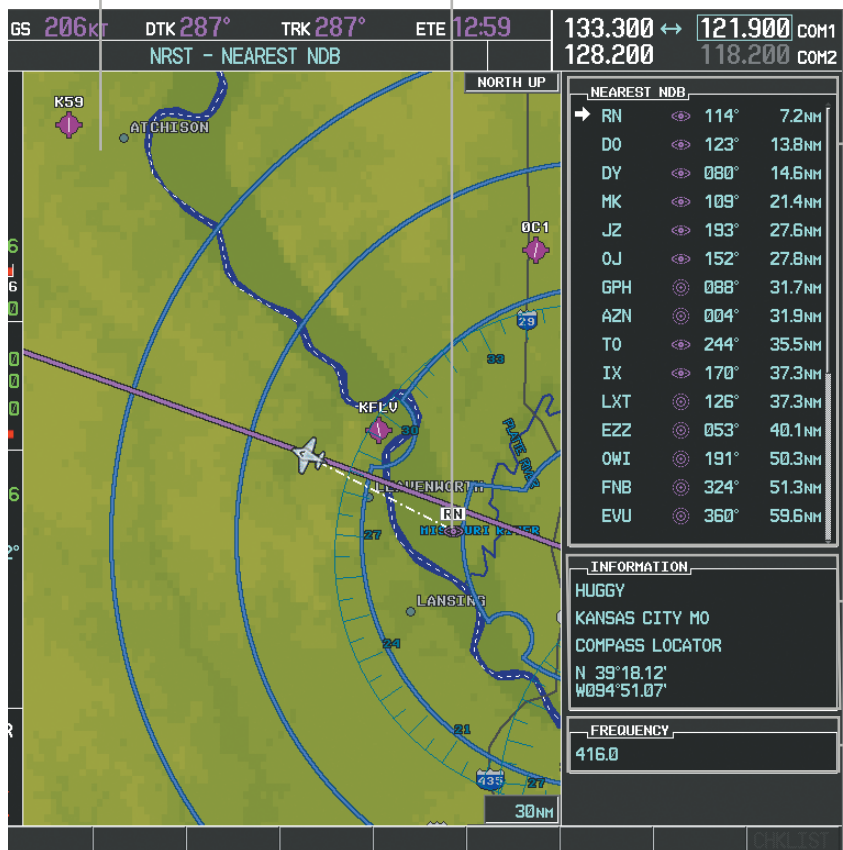 GS 206KT DTK 287° TRK 287° ETE 12:59
133.300 ↔ 121.900 COM1
NRST - NEAREST NDB
128.200 118.200 COM2
NORTH UP
K59
ATCHISON
0C1
29
33
KFLV
30
PLATE RIVER
LEAVENWORTH
RN
27
MISSOURI RIVER
LANSING
24
21
435
27
30NM
NEAREST NDB
RN 114° 7.2NM
DO 123° 13.8NM
DY 080° 14.6NM
MK 109° 21.4NM
JZ 193° 27.6NM
OJ 152° 27.8NM
GPH 088° 31.7NM
AZN 004° 31.9NM
TO 244° 35.5NM
IX 170° 37.3NM
LXT 126° 37.3NM
EZZ 053° 40.1NM
OWI 191° 50.3NM
FNB 324° 51.3NM
EVU 360° 59.6NM
INFORMATION
HUGGY
KANSAS CITY MO
COMPASS LOCATOR
N 39°18.12'
W094°51.07'
FREQUENCY
416.0
CHKLIST